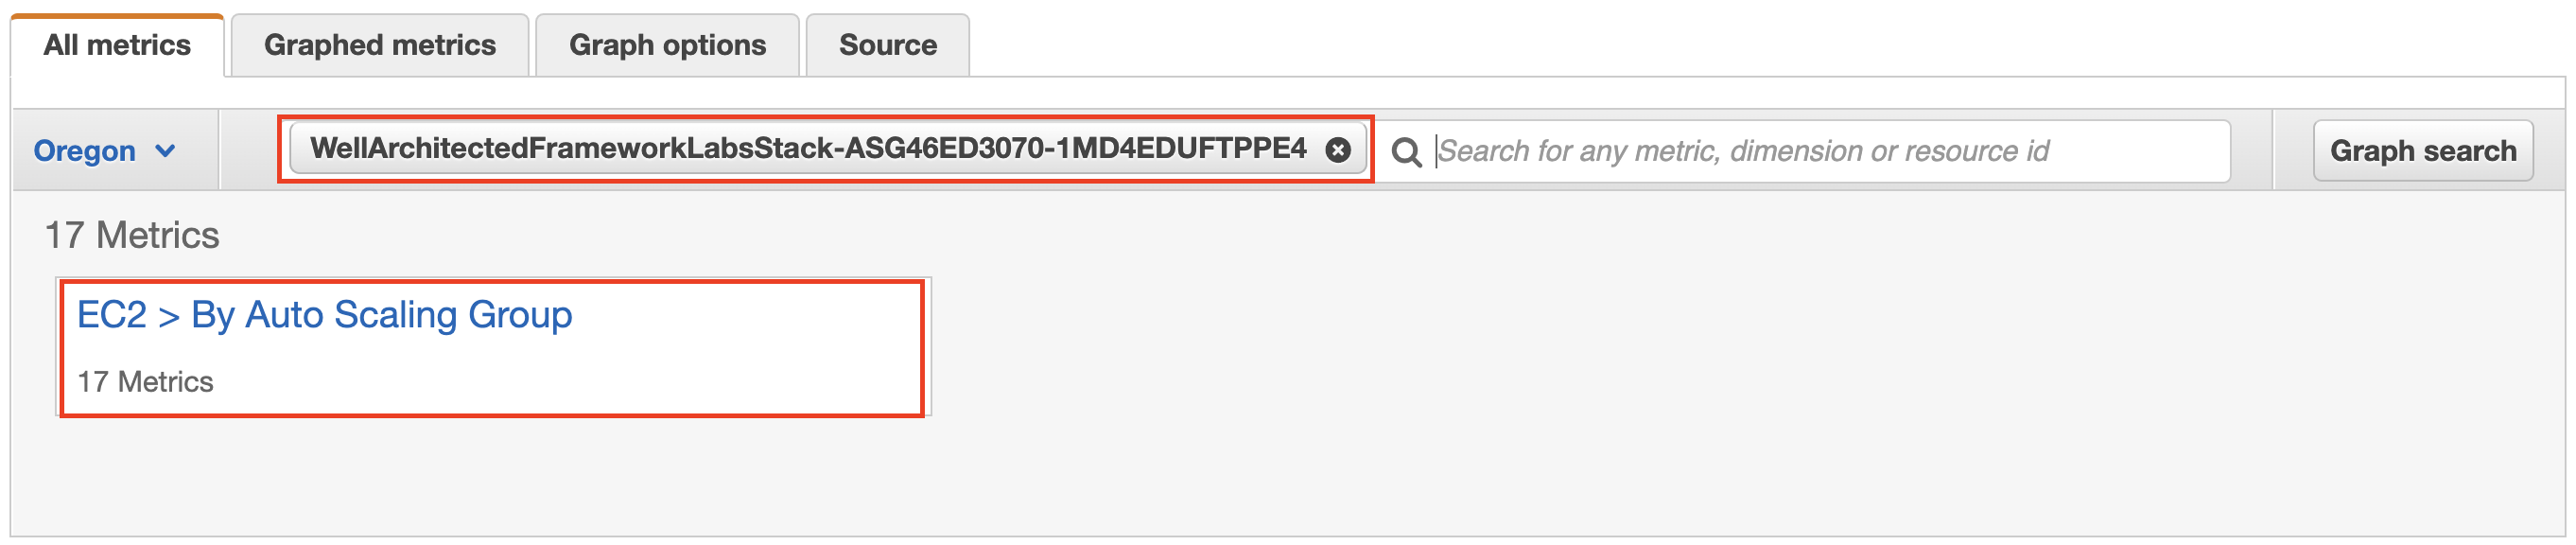 All metrics
Graphed metrics
Graph options
Source
Oregon
WellArchitectedFrameworkLabsStack-ASG46ED3070-1MD4EDUFTPPE4
Search for any metric, dimension or resource id
Graph search
17 Metrics
EC2 > By Auto Scaling Group
17 Metrics